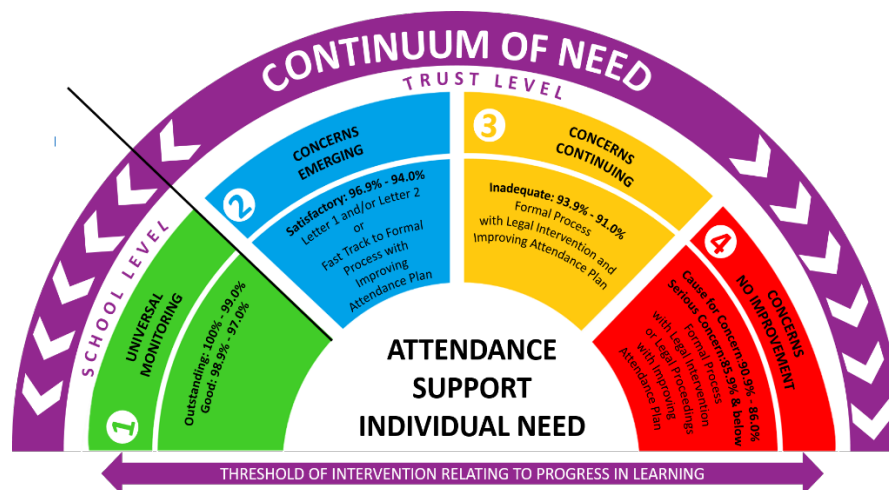 CONTINUUM OF NEED
TRUST LEVEL
SCHOOL LEVEL
1
UNIVERSAL
MONITORING
Outstanding: 100% - 99.0%
Good: 98.9% - 97.0%
2
CONCERNS
EMERGING
Satisfactory: 96.9% - 94.0%
Letter 1 and/or Letter 2
or
Fast Track to Formal
Process with
Improving
Attendance Plan
3
CONCERNS
CONTINUING
Inadequate: 93.9% - 91.0%
Formal Process
with Legal Intervention and
Improving Attendance Plan
4
CONCERNS
NO IMPROVEMENT
Cause for Concern:90.9% - 86.0%
Serious Concern:85.9% & below
Formal Process
with Legal Intervention
or Legal Proceedings
with Improving
Attendance Plan
ATTENDANCE
SUPPORT
INDIVIDUAL NEED
THRESHOLD OF INTERVENTION RELATING TO PROGRESS IN LEARNING